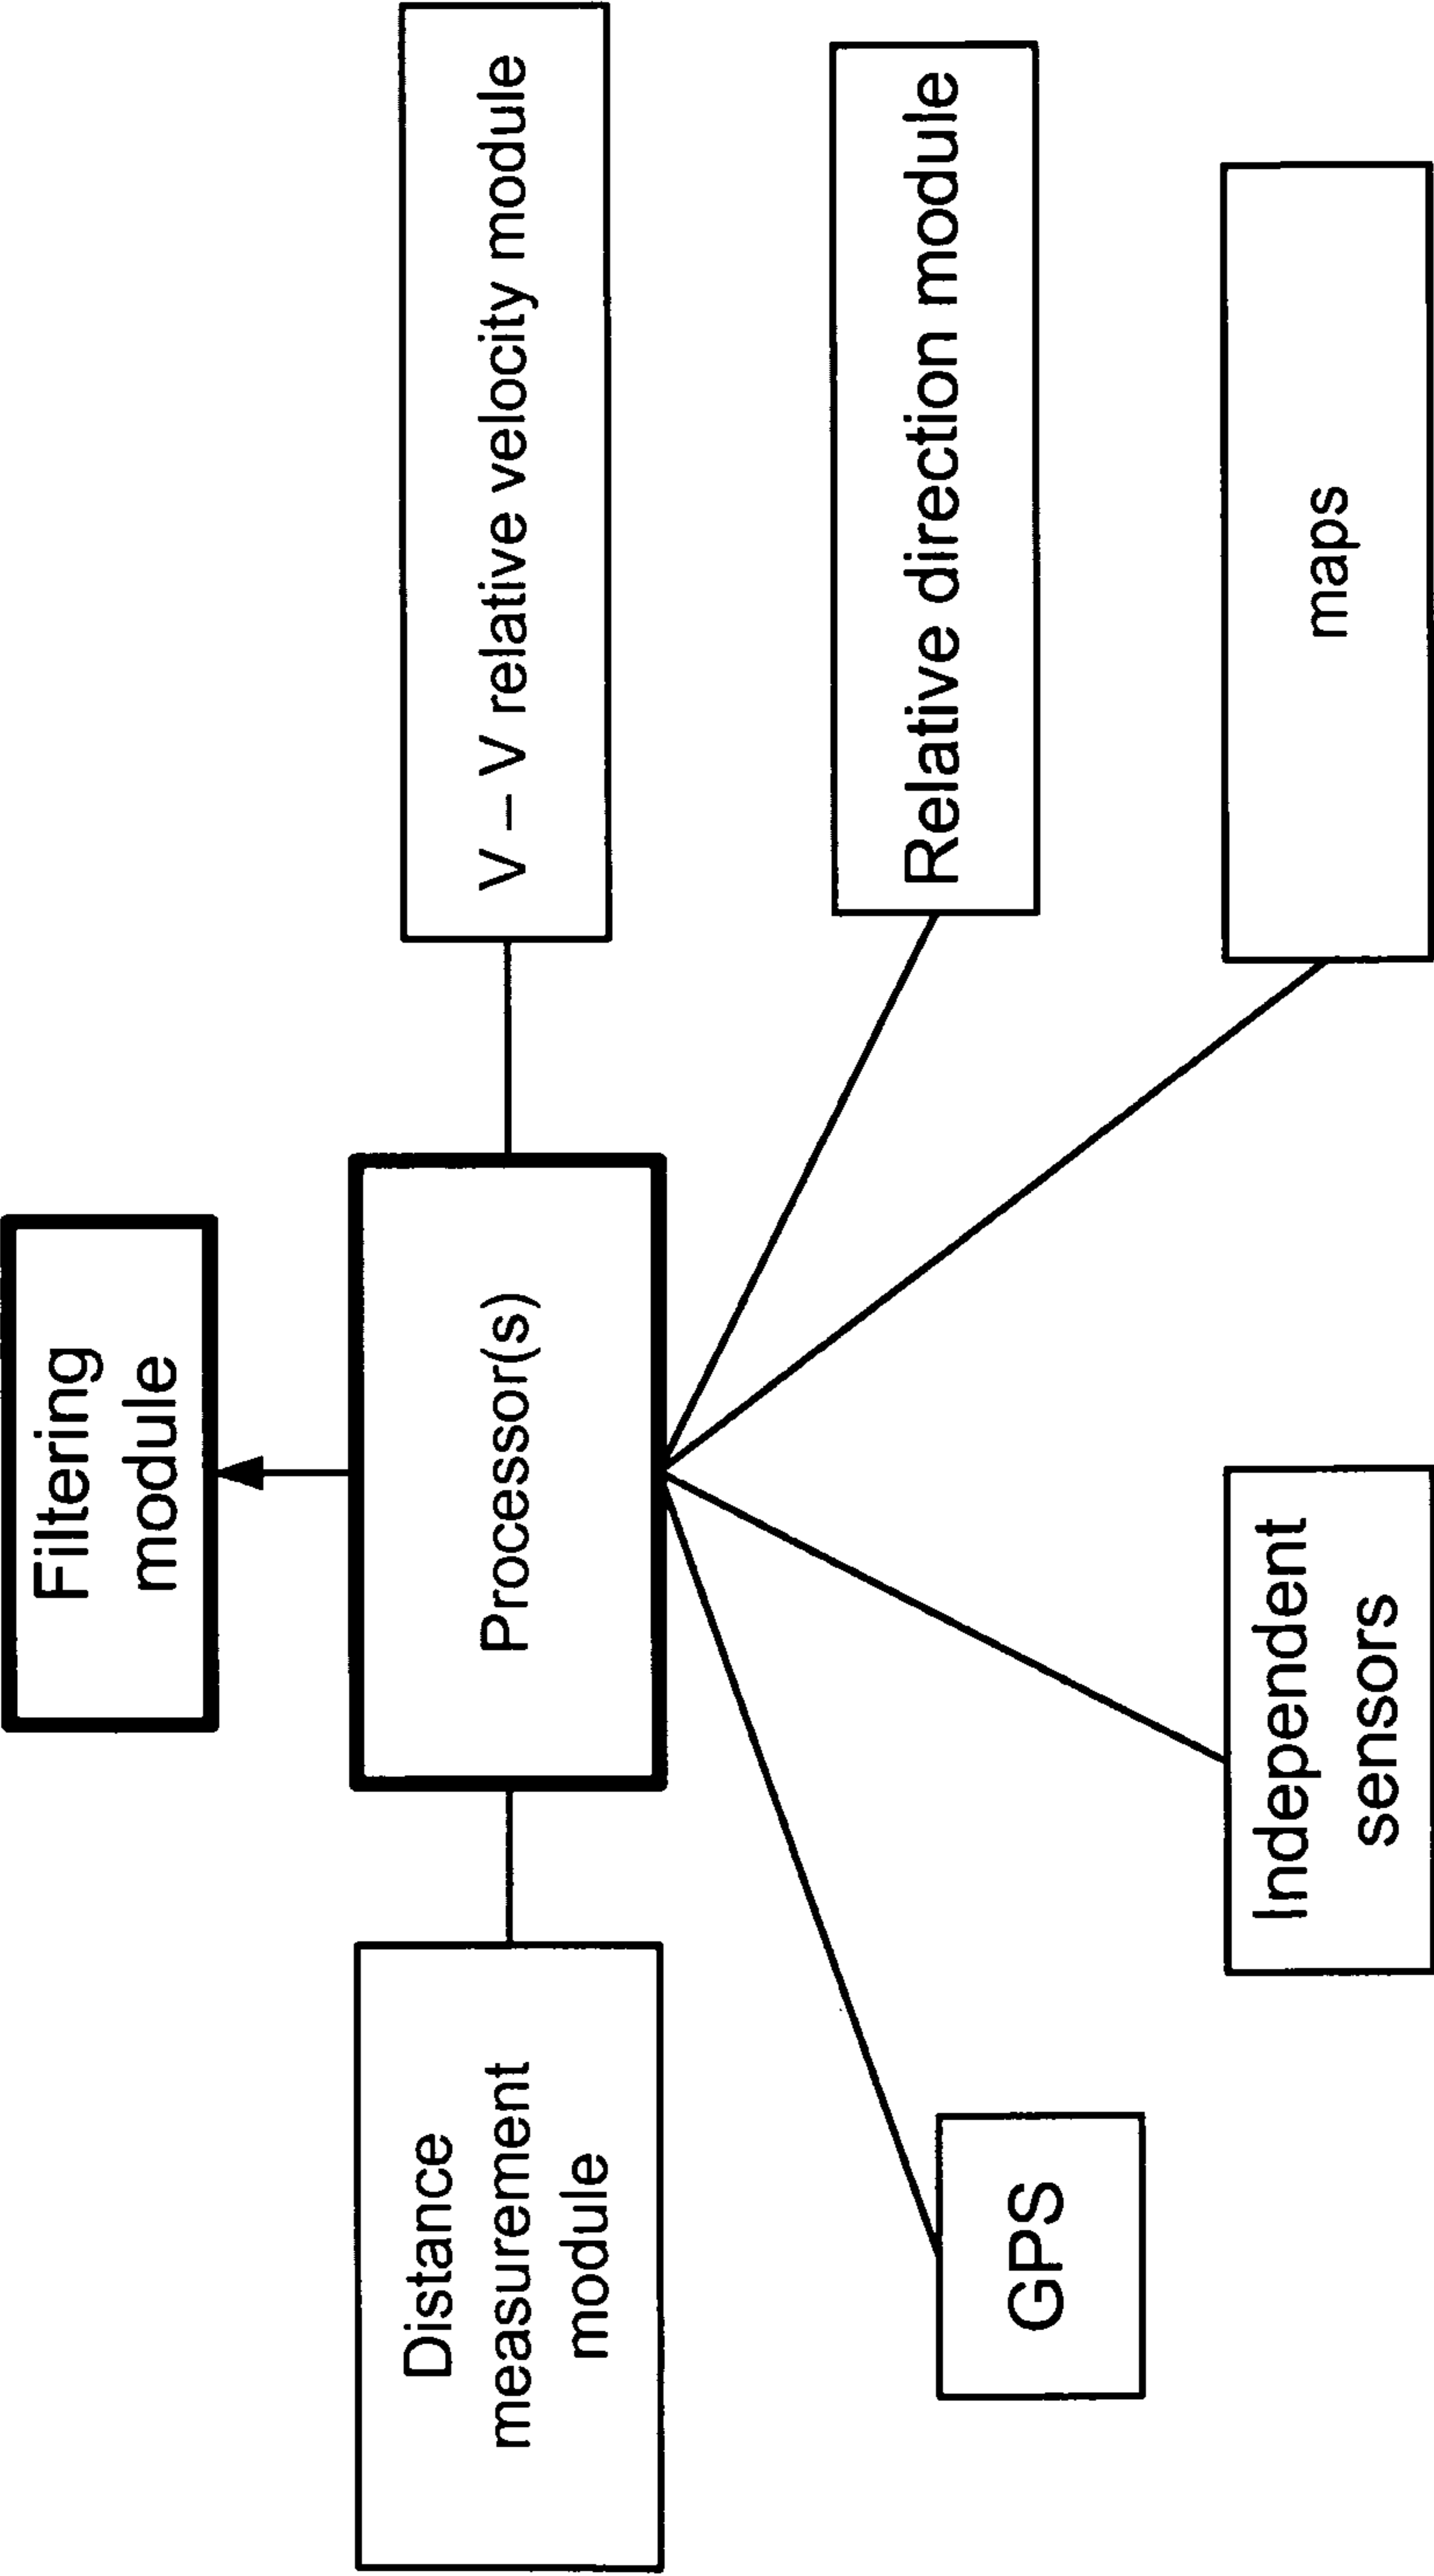 Filtering
module
Distance
measurement
module
Processor(s)
V – V relative velocity module
GPS
Relative direction module
Independent
sensors
maps